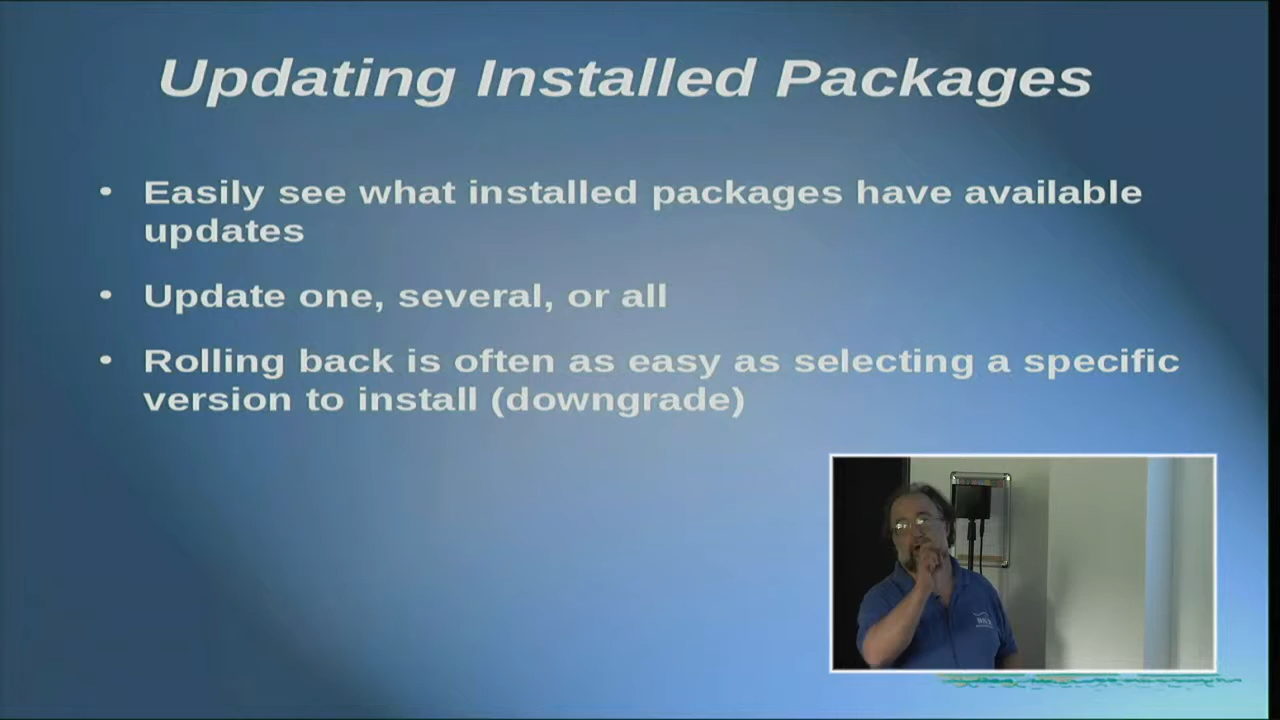 Updating Installed Packages
• Easily see what installed packages have available
updates
• Update one, several, or all
• Rolling back is often as easy as selecting a specific
version to install (downgrade)